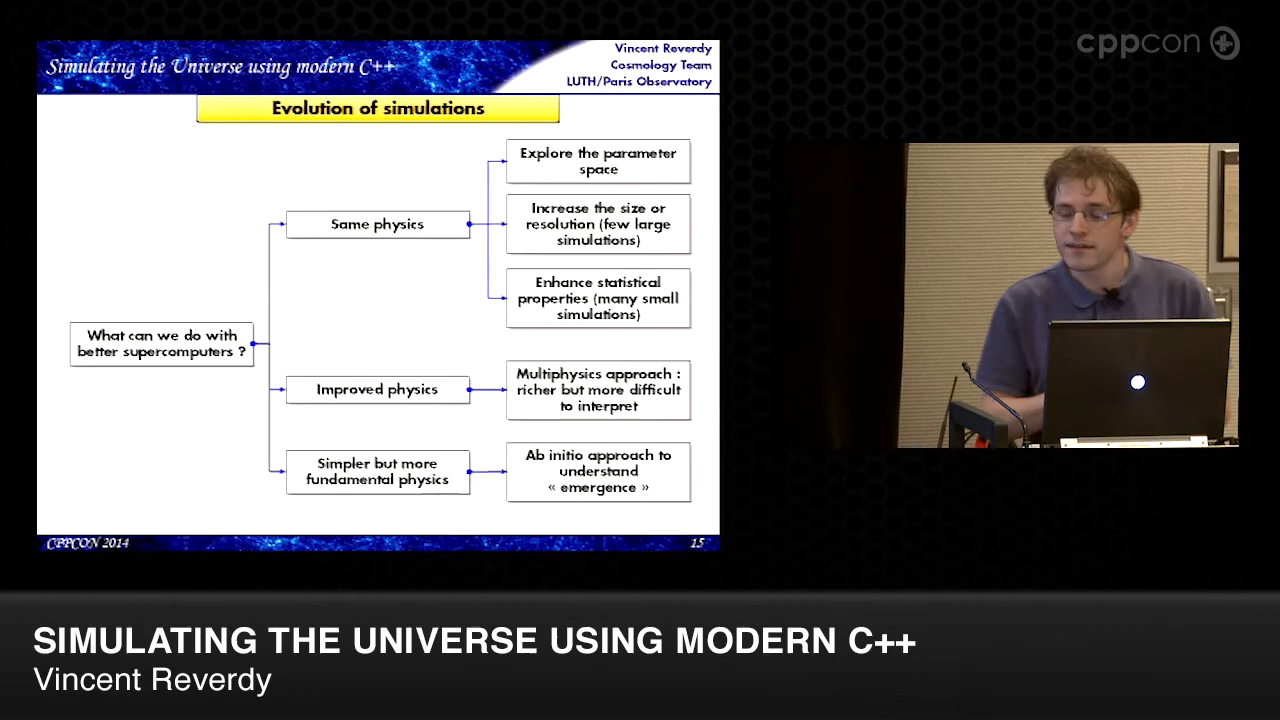 cppcon
Simulating the Universe using modern C++
Vincent Reverdy
Cosmology Team
LUTH/Paris Observatory
Evolution of simulations
Explore the parameter
space
Same physics
Increase the size or
resolution (few large
simulations)
Enhance statistical
properties (many small
simulations)
What can we do with
better supercomputers ?
Improved physics
Multiphysics approach :
richer but more difficult
to interpret
Simpler but more
fundamental physics
Ab initio approach to
understand
« emergence »
CPPCON 2014
15
SIMULATING THE UNIVERSE USING MODERN C++
Vincent Reverdy